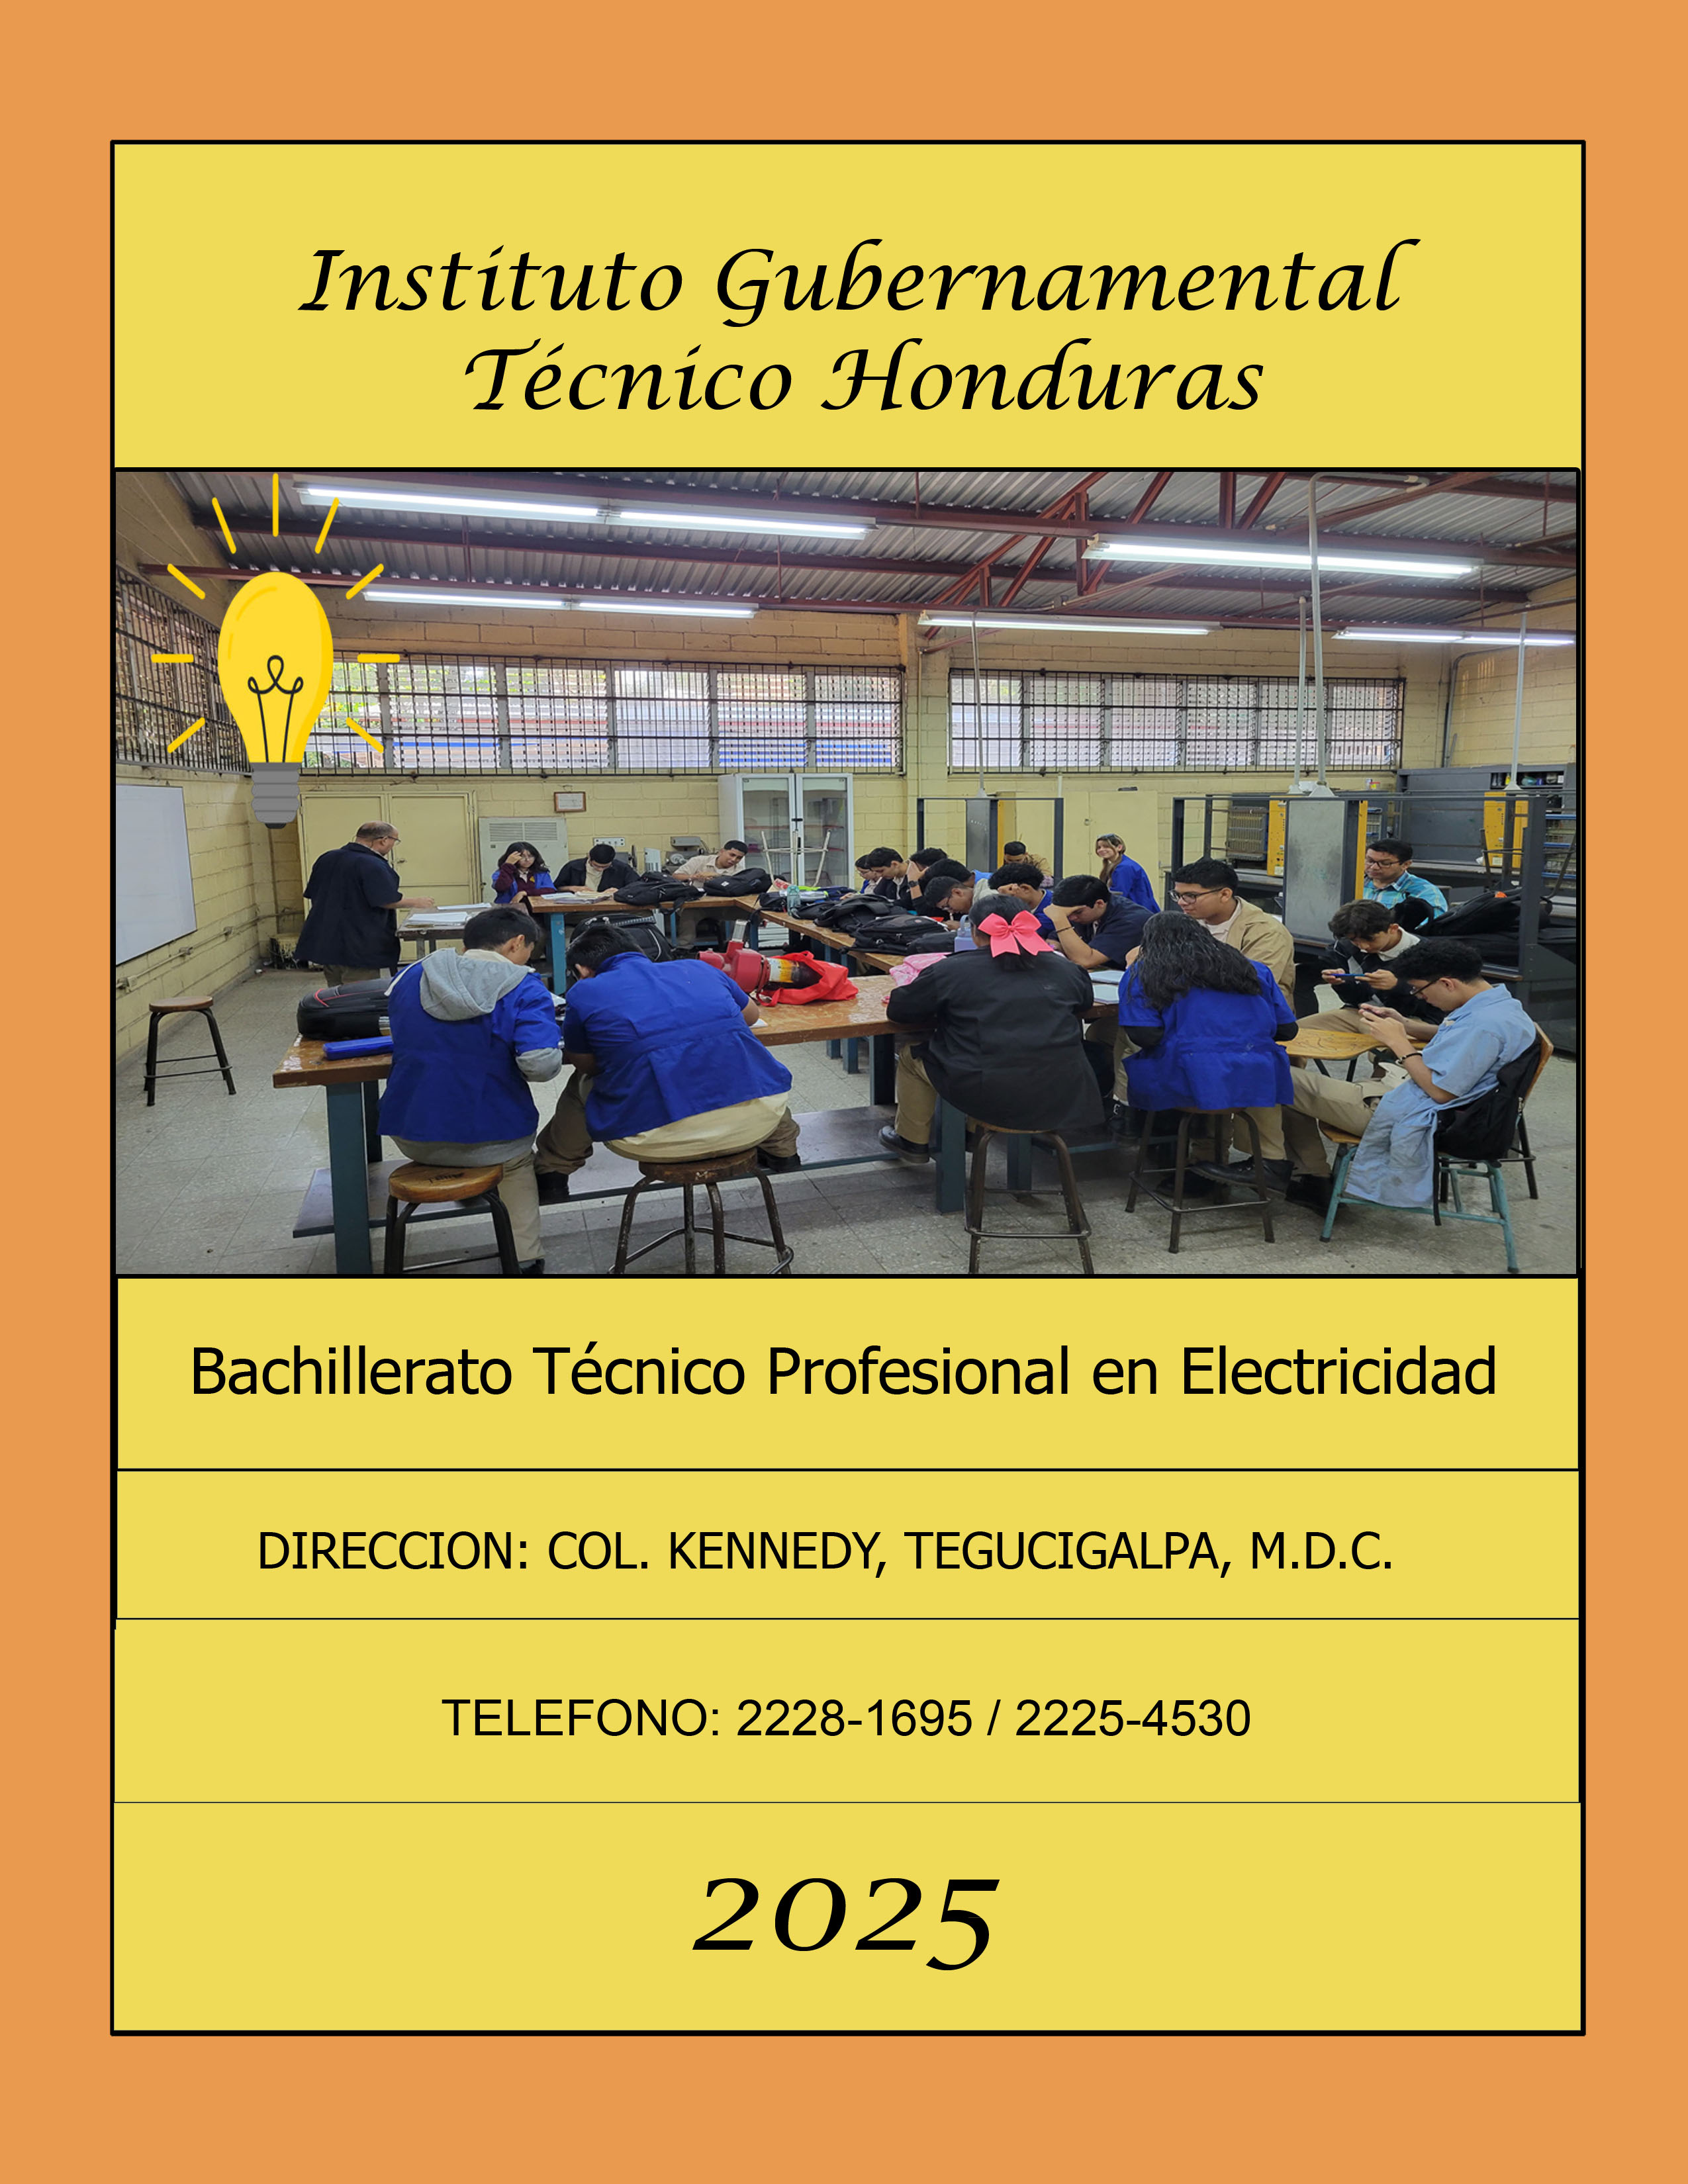 Instituto Gubernamental
Técnico Honduras
Bachillerato Técnico Profesional en Electricidad
DIRECCION: COL. KENNEDY, TEGUCIGALPA, M.D.C.
TELEFONO: 2228-1695 / 2225-4530
2025